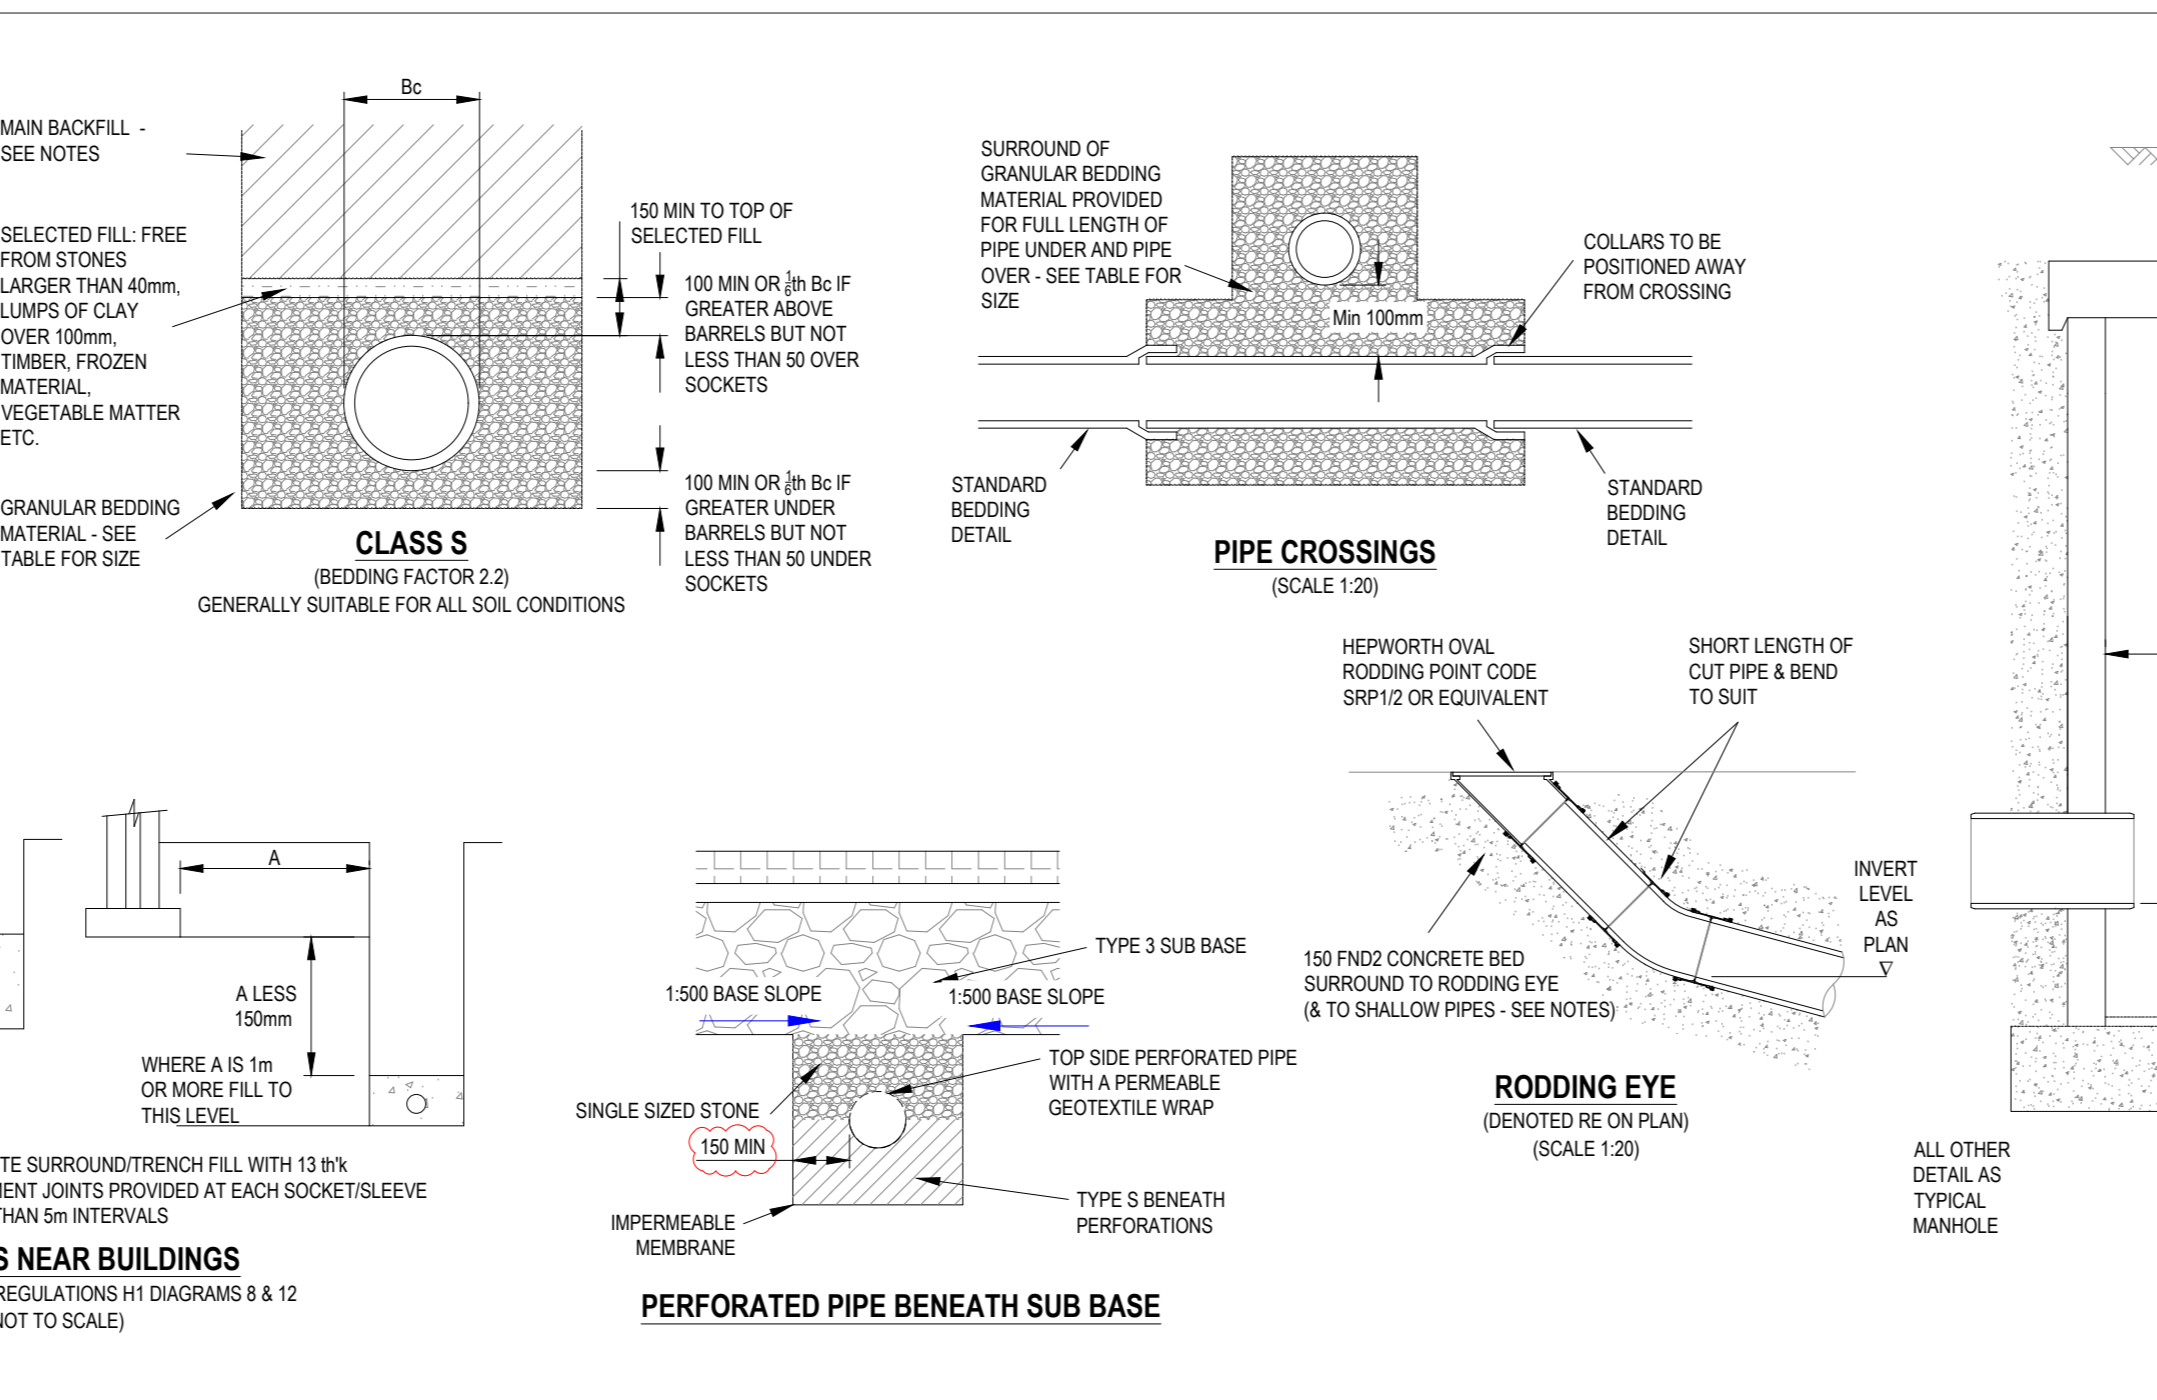 Bc
MAIN BACKFILL -
SEE NOTES
SELECTED FILL: FREE
FROM STONES
LARGER THAN 40mm,
LUMPS OF CLAY
OVER 100mm,
TIMBER, FROZEN
MATERIAL,
VEGETABLE MATTER
ETC.
GRANULAR BEDDING
MATERIAL - SEE
TABLE FOR SIZE
150 MIN TO TOP OF
SELECTED FILL
100 MIN OR 1/6th Bc IF
GREATER ABOVE
BARRELS BUT NOT
LESS THAN 50 OVER
SOCKETS
100 MIN OR 1/6th Bc IF
GREATER UNDER
BARRELS BUT NOT
LESS THAN 50 UNDER
SOCKETS
CLASS S
(BEDDING FACTOR 2.2)
GENERALLY SUITABLE FOR ALL SOIL CONDITIONS
SURROUND OF
GRANULAR BEDDING
MATERIAL PROVIDED
FOR FULL LENGTH OF
PIPE UNDER AND PIPE
OVER - SEE TABLE FOR
SIZE
COLLARS TO BE
POSITIONED AWAY
FROM CROSSING
Min 100mm
STANDARD
BEDDING
DETAIL
STANDARD
BEDDING
DETAIL
PIPE CROSSINGS
(SCALE 1:20)
A
A LESS
150mm
WHERE A IS 1m
OR MORE FILL TO
THIS LEVEL
TE SURROUND/TRENCH FILL WITH 13 th'k
MENT JOINTS PROVIDED AT EACH SOCKET/SLEEVE
THAN 5m INTERVALS
S NEAR BUILDINGS
REGULATIONS H1 DIAGRAMS 8 & 12
NOT TO SCALE)
TYPE 3 SUB BASE
1:500 BASE SLOPE
1:500 BASE SLOPE
TOP SIDE PERFORATED PIPE
WITH A PERMEABLE
GEOTEXTILE WRAP
SINGLE SIZED STONE
150 MIN
TYPE S BENEATH
PERFORATIONS
IMPERMEABLE
MEMBRANE
PERFORATED PIPE BENEATH SUB BASE
HEPWORTH OVAL
RODDING POINT CODE
SRP1/2 OR EQUIVALENT
SHORT LENGTH OF
CUT PIPE & BEND
TO SUIT
INVERT
LEVEL
AS
PLAN
150 FND2 CONCRETE BED
SURROUND TO RODDING EYE
(& TO SHALLOW PIPES - SEE NOTES)
RODDING EYE
(DENOTED RE ON PLAN)
(SCALE 1:20)
ALL OTHER
DETAIL AS
TYPICAL
MANHOLE